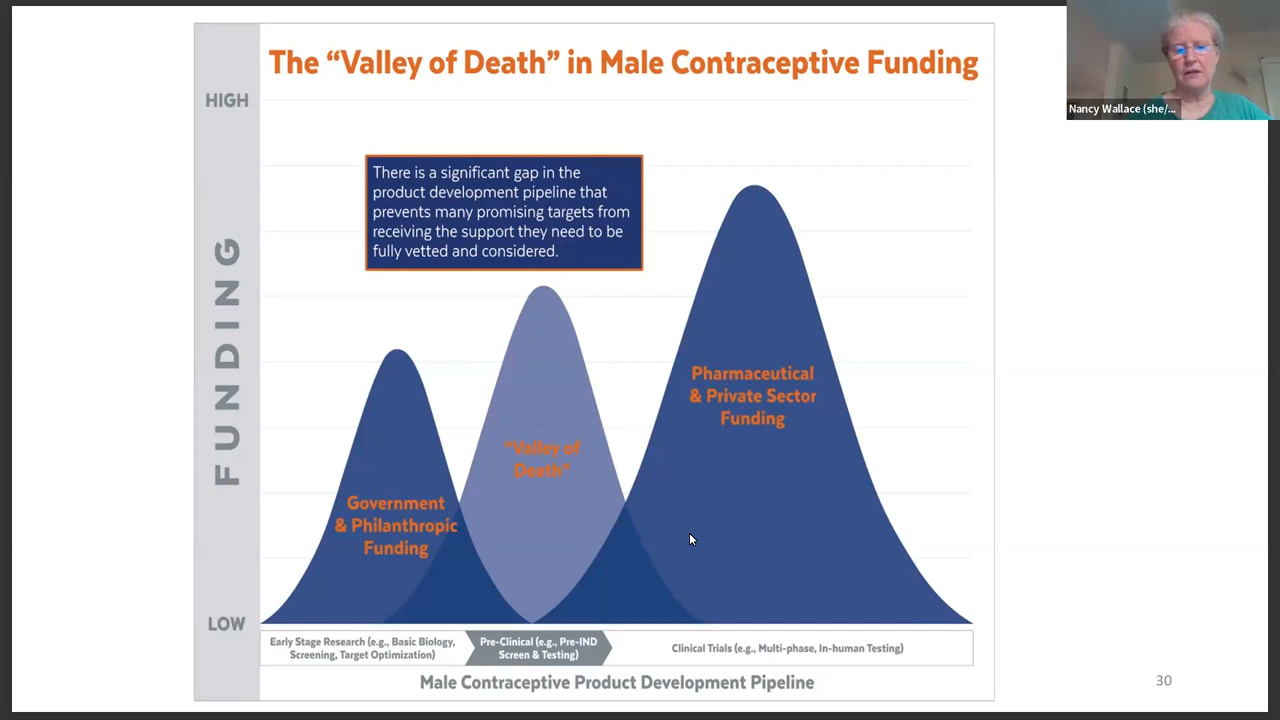 The “Valley of Death” in Male Contraceptive Funding
Nancy Wallace (she/...
HIGH
FUNDING
LOW
There is a significant gap in the
product development pipeline that
prevents many promising targets from
receiving the support they need to be
fully vetted and considered.
Government
& Philanthropic
Funding
“Valley of
Death”
Pharmaceutical
& Private Sector
Funding
Early Stage Research (e.g., Basic Biology,
Screening, Target Optimization)
Pre-Clinical (e.g., Pre-IND
Screen & Testing)
Clinical Trials (e.g., Multi-phase, In-human Testing)
Male Contraceptive Product Development Pipeline
30